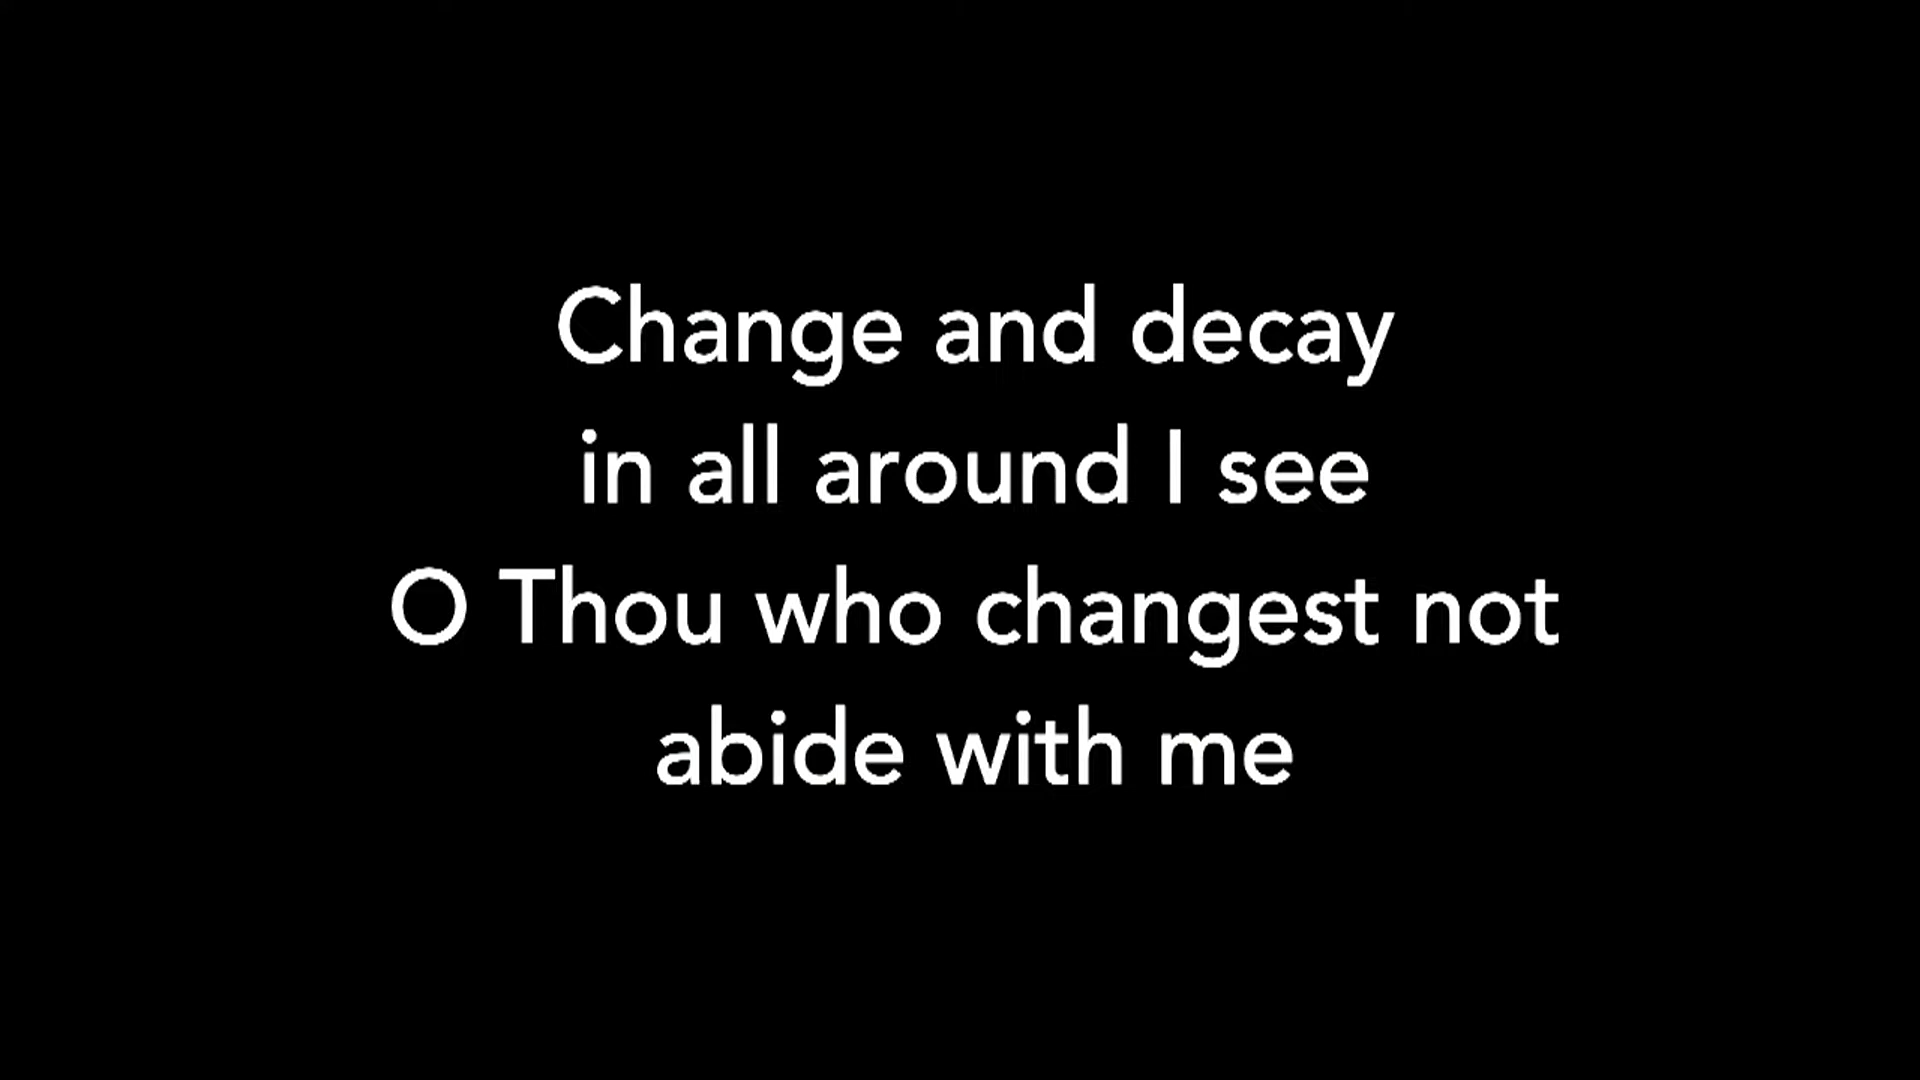 Change and decay
in all around I see
O Thou who changest not
abide with me